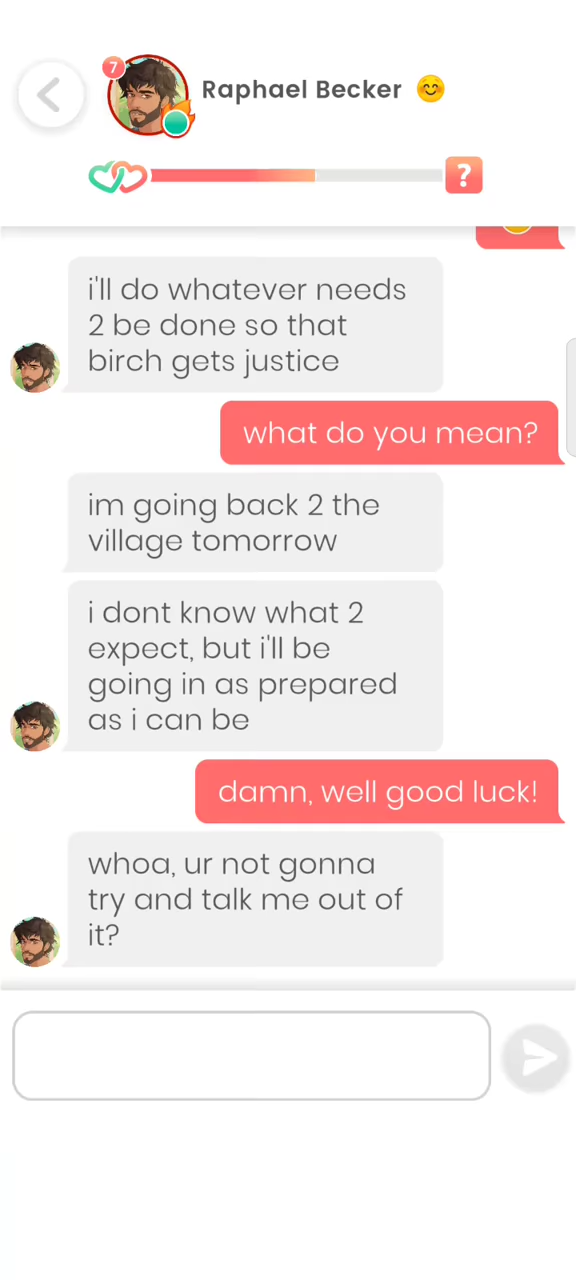 7
Raphael Becker
?
i'll do whatever needs
2 be done so that
birch gets justice
what do you mean?
im going back 2 the
village tomorrow
i dont know what 2
expect, but i'll be
going in as prepared
as i can be
damn, well good luck!
whoa, ur not gonna
try and talk me out of
it?